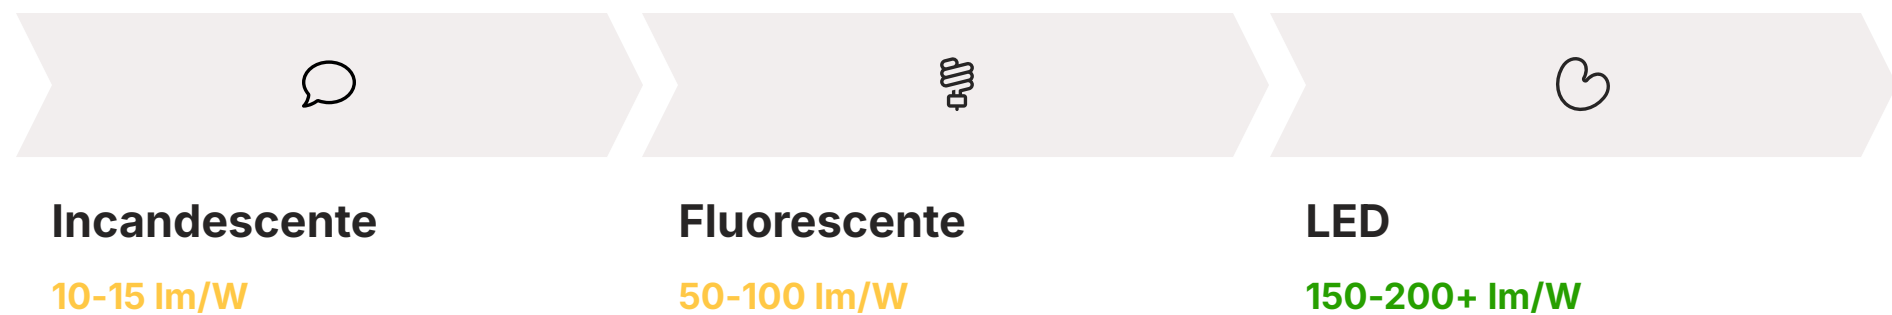 Incandescente
10-15 lm/W
Fluorescente
50-100 lm/W
LED
150-200+ lm/W